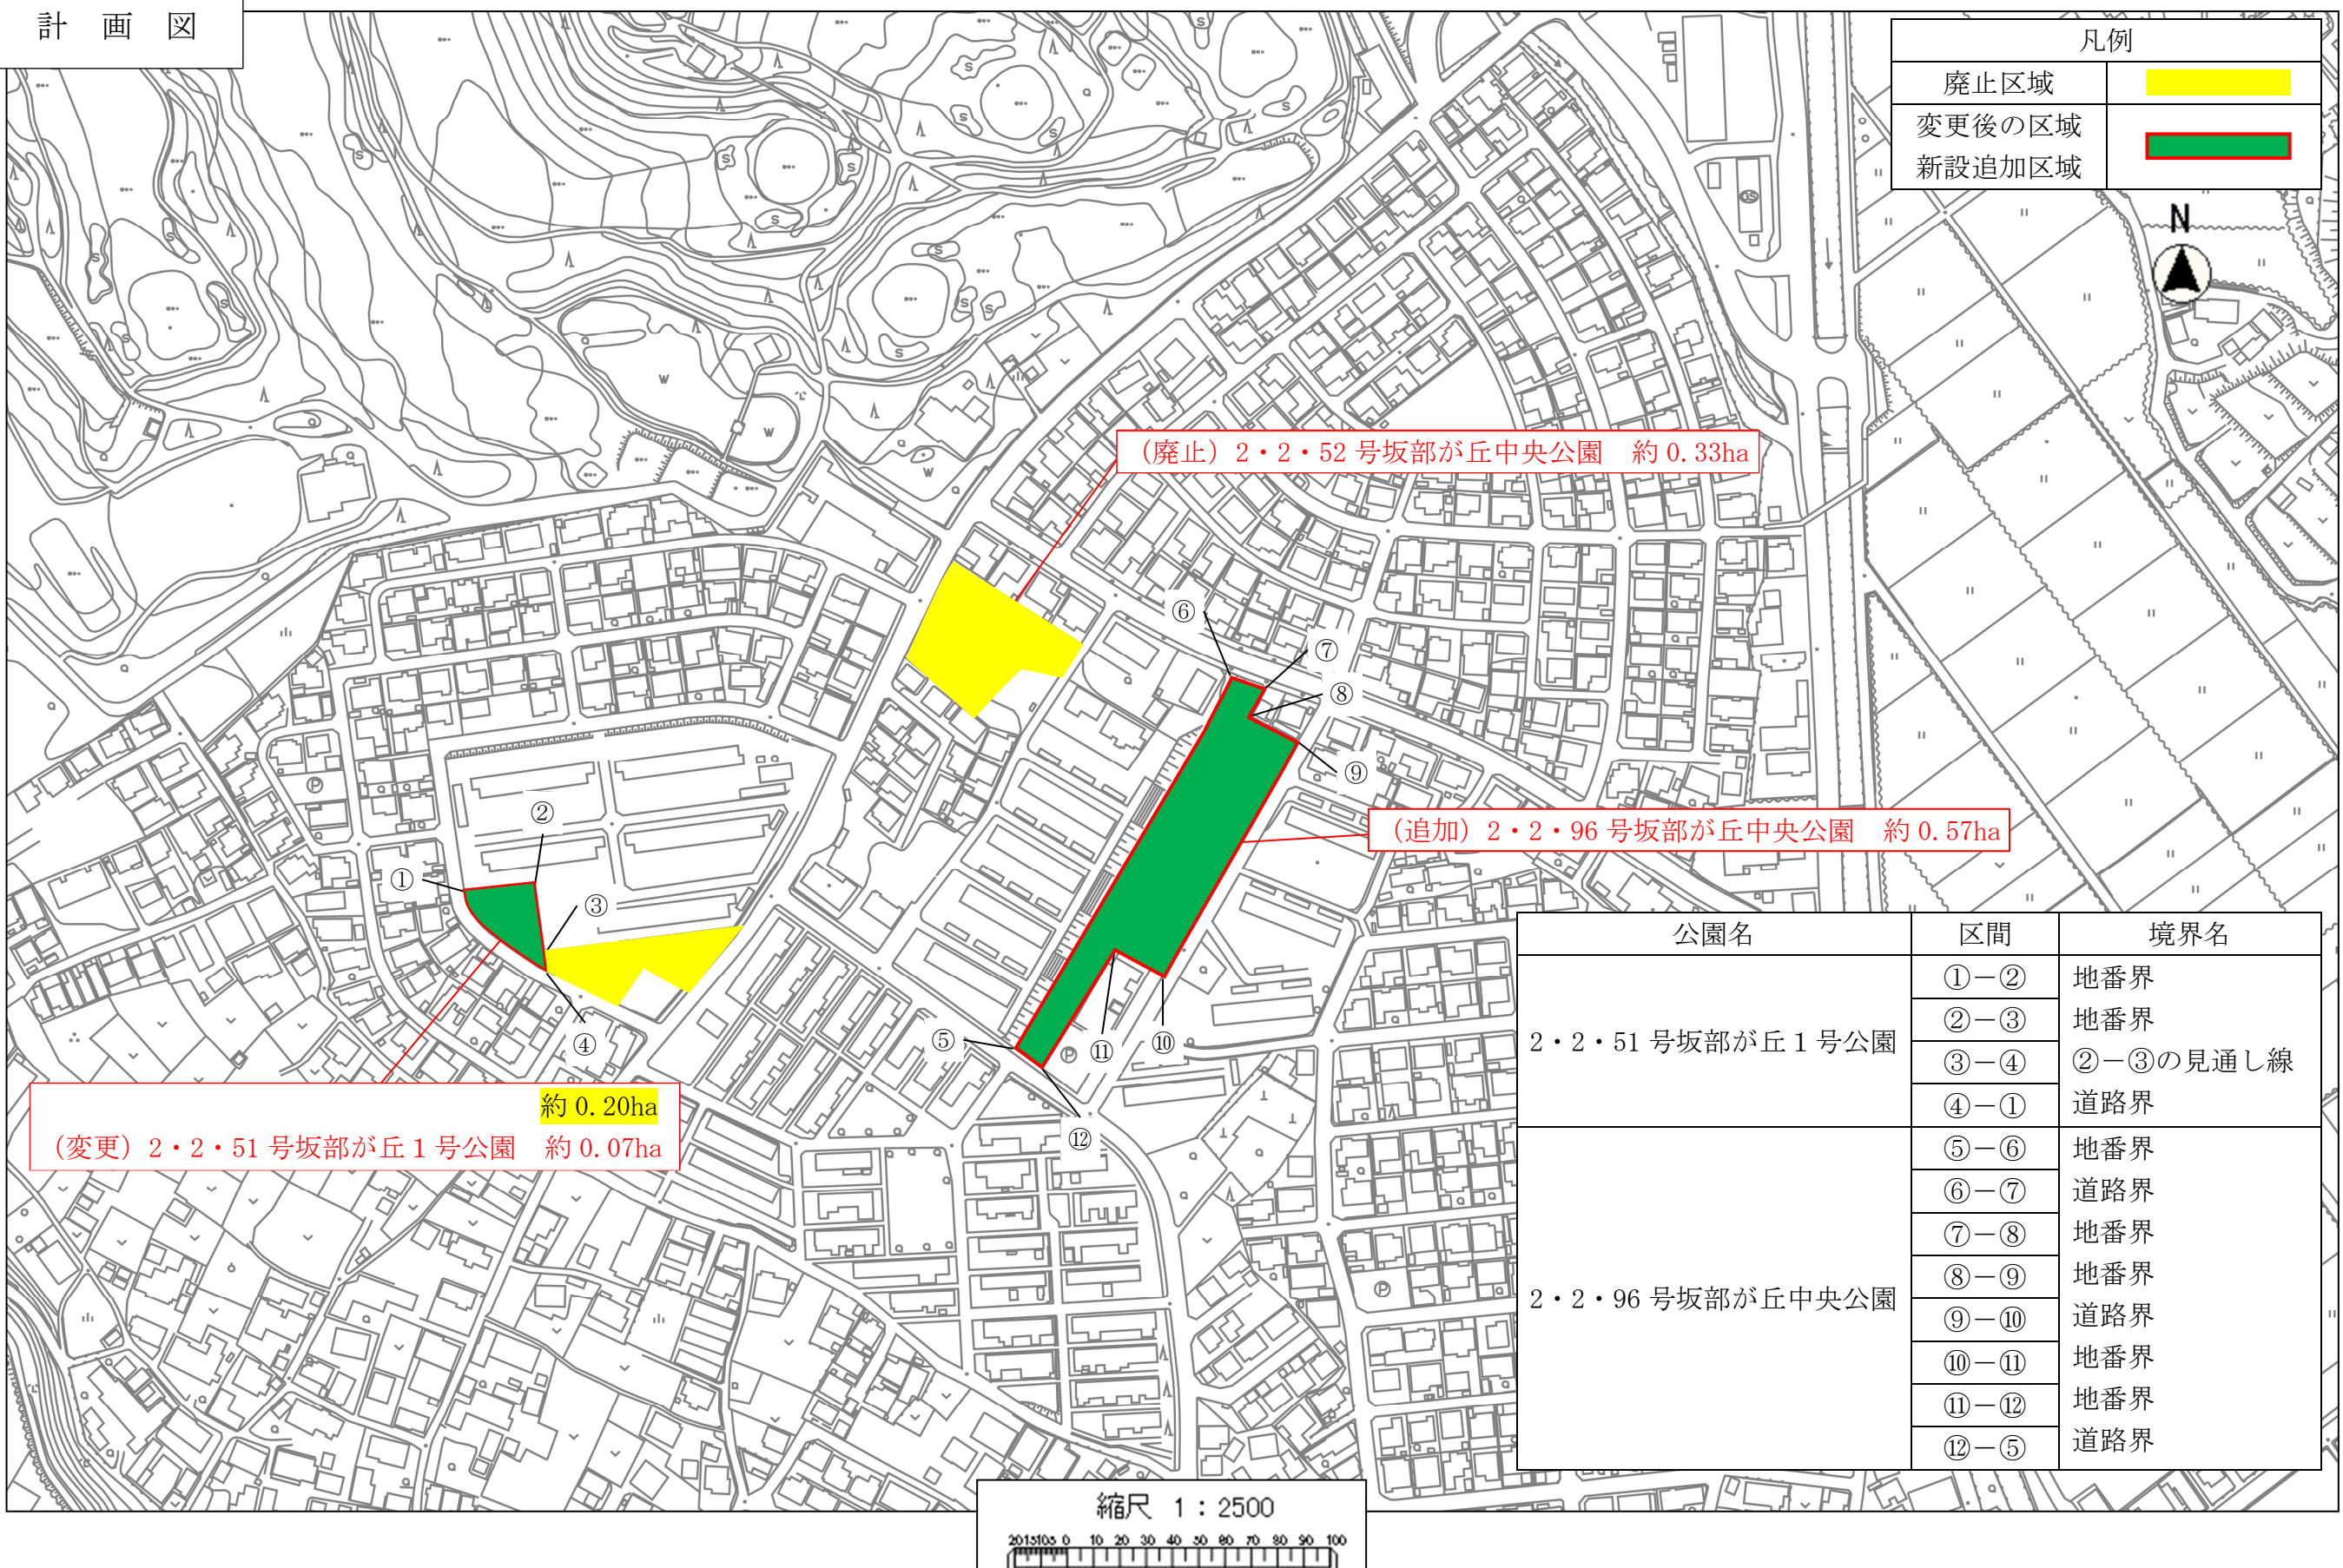 計 画 図
凡例
廃止区域
変更後の区域
新設追加区域
N
(廃止) 2・2・52 号坂部が丘中央公園 約 0.33ha
⑥
⑦
⑧
⑨
(追加) 2・2・96 号坂部が丘中央公園 約 0.57ha
②
①
③
④
⑤
⑪
⑩
⑫
約 0.20ha
(変更) 2・2・51 号坂部が丘1号公園 約 0.07ha
公園名 区間 境界名
2・2・51 号坂部が丘1号公園
①-② 地番界
②-③ 地番界
③-④ ②-③の見通し線
④-① 道路界
2・2・96 号坂部が丘中央公園
⑤-⑥ 地番界
⑥-⑦ 道路界
⑦-⑧ 地番界
⑧-⑨ 地番界
⑨-⑩ 道路界
⑩-⑪ 地番界
⑪-⑫ 地番界
⑫-⑤ 道路界
縮尺 1:2500
20 15 10 5 0 10 20 30 40 50 60 70 80 90 100